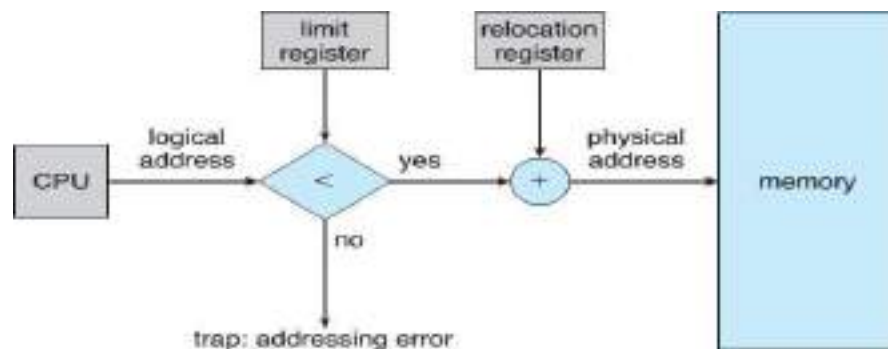 limit
register
relocation
register
logical
address
physical
address
CPU
<
yes
+
memory
no
trap: addressing error